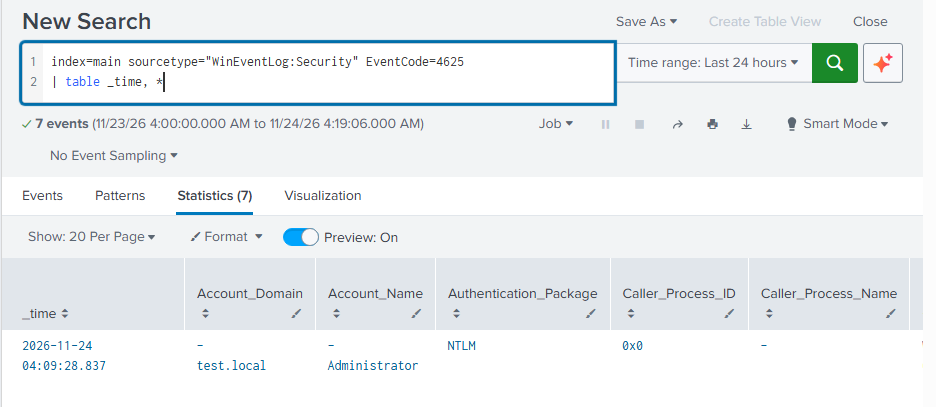 New Search
Save As Create Table View Close
1 index=main sourcetype="WinEventLog:Security" EventCode=4625
2 | table _time, *
Time range: Last 24 hours
7 events (11/23/26 4:00:00.000 AM to 11/24/26 4:19:06.000 AM)
Job Smart Mode
No Event Sampling
Events Patterns Statistics (7) Visualization
Show: 20 Per Page Format Preview: On
_time Account_Domain Account_Name Authentication_Package Caller_Process_ID Caller_Process_Name
2026-11-24 - - NTLM 0x0 -
04:09:28.837 test.local Administrator